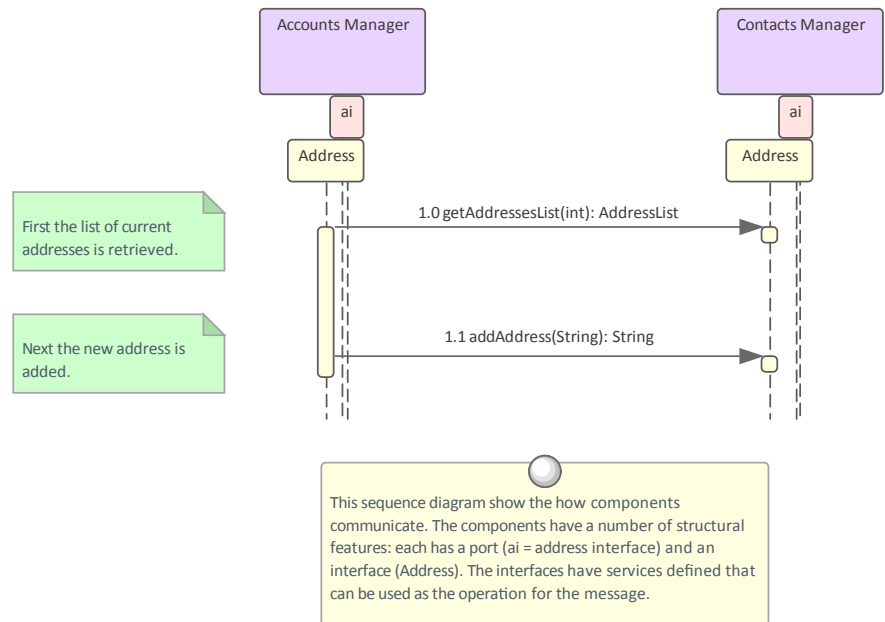 Accounts Manager
Contacts Manager
ai
ai
Address
Address
First the list of current
addresses is retrieved.
1.0 getAddressesList(int): AddressList
Next the new address is
added.
1.1 addAddress(String): String
This sequence diagram show the how components
communicate. The components have a number of structural
features: each has a port (ai = address interface) and an
interface (Address). The interfaces have services defined that
can be used as the operation for the message.